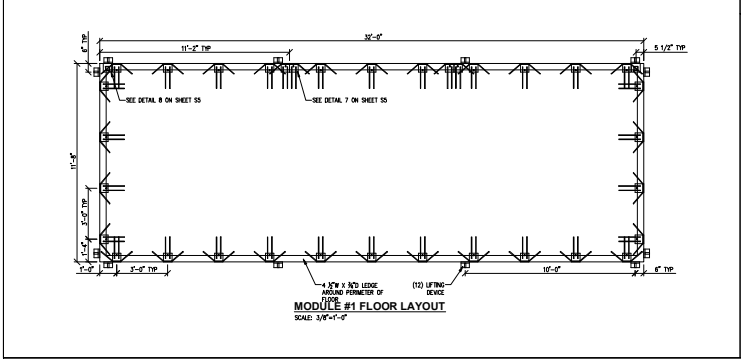 32'-0"
6" TYP
11'-2" TYP
5 1/2" TYP
SEE DETAIL 8 ON SHEET S5
SEE DETAIL 7 ON SHEET S5
11'-8"
3'-0" TYP
1'-4"
1'-0"
3'-0" TYP
10'-0"
6" TYP
4 ½"W X ¾"D LEDGE
AROUND PERIMETER OF
FLOOR
(12) LIFTING
DEVICE
MODULE #1 FLOOR LAYOUT
SCALE: 3/8"=1'-0"